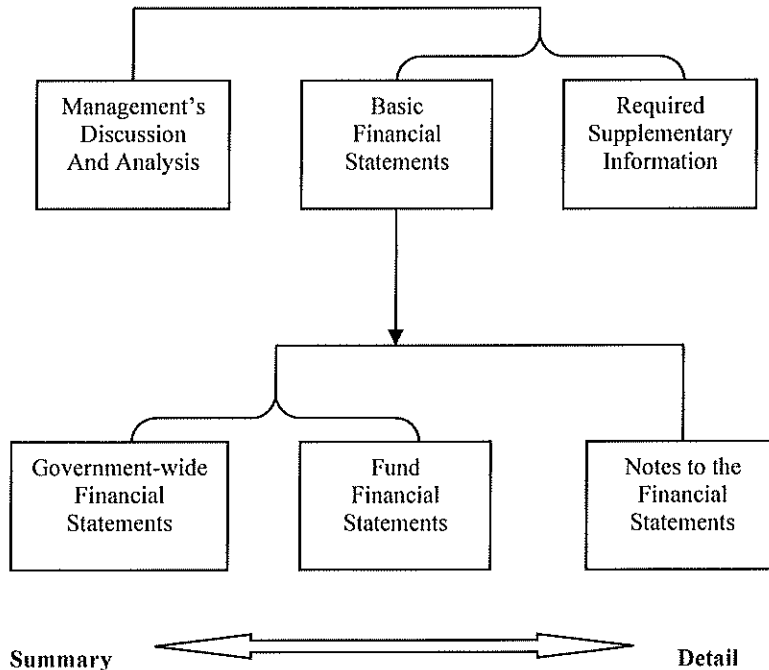 Management's
Discussion
And Analysis
Basic
Financial
Statements
Required
Supplementary
Information
Government-wide
Financial
Statements
Fund
Financial
Statements
Notes to the
Financial
Statements
Summary
Detail